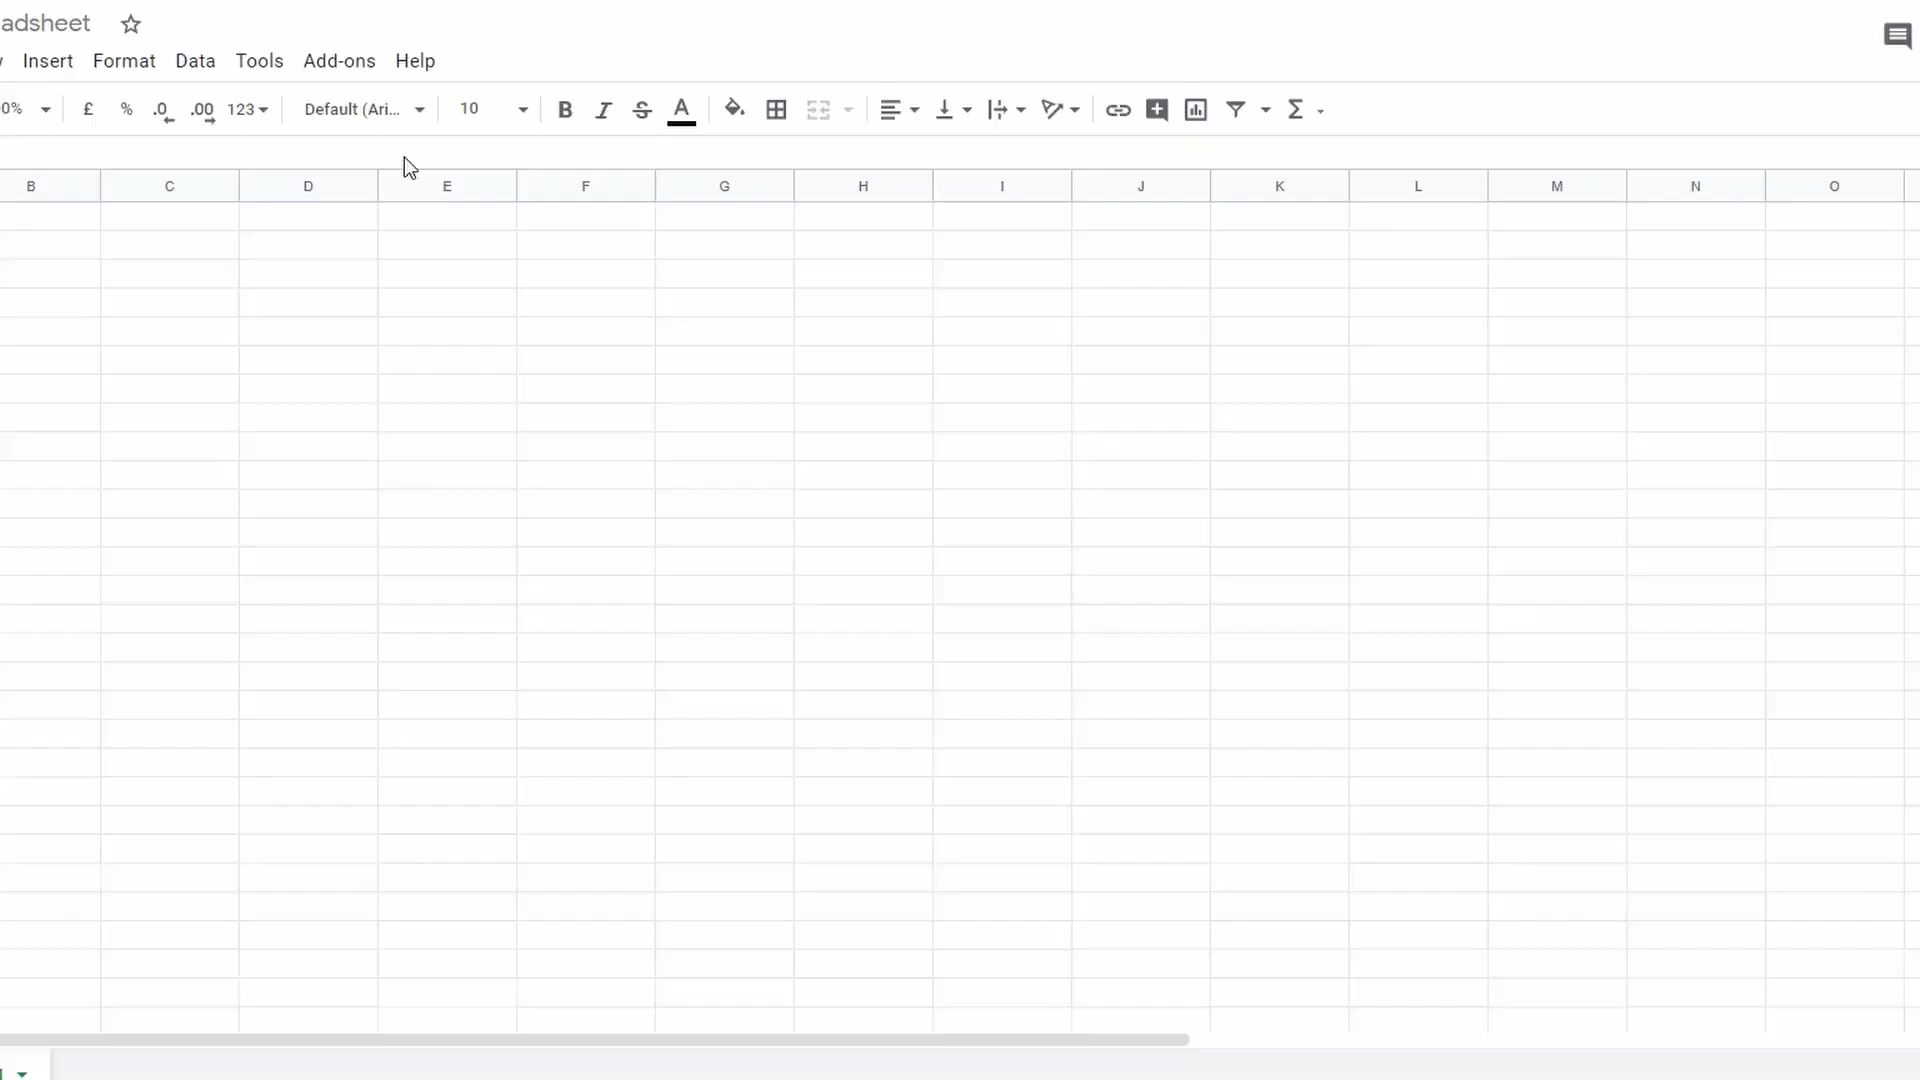 adsheet
Insert Format Data Tools Add-ons Help
0% £ % .0 .00 123 Default (Ari... 10 B I S A Σ
B C D E F G H I J K L M N O